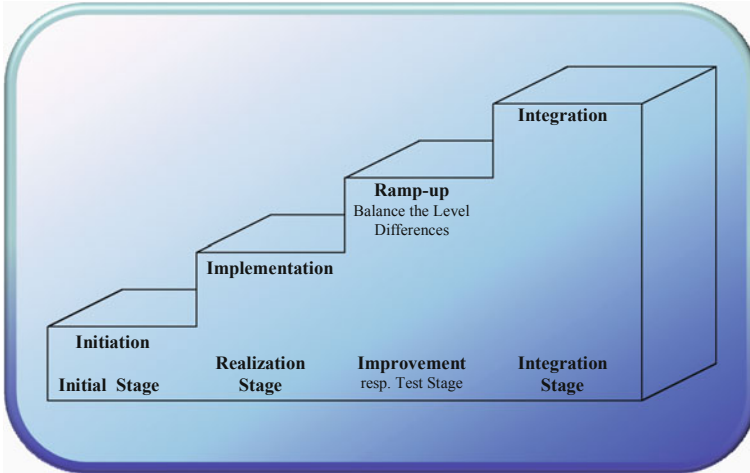 Integration
Ramp-up
Balance the Level
Differences
Implementation
Initiation
Initial Stage
Realization
Stage
Improvement
resp. Test Stage
Integration
Stage